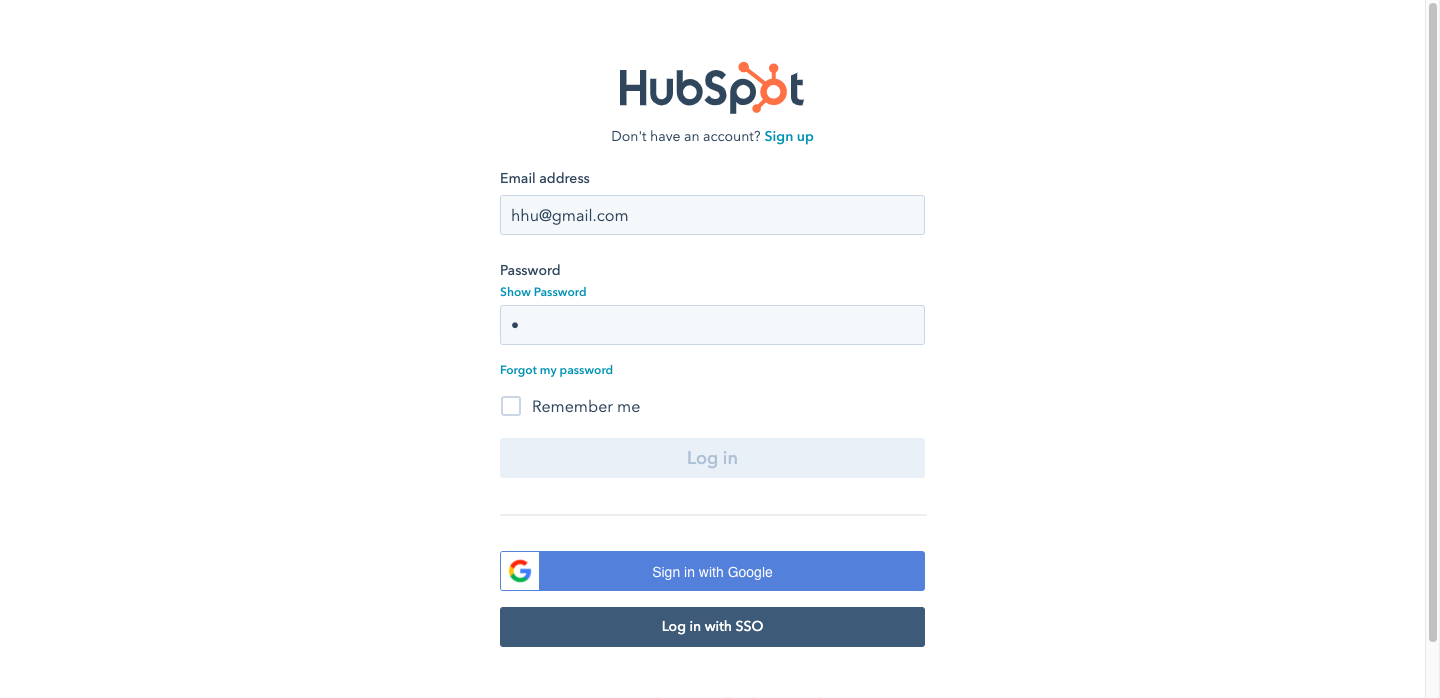 HubSpot
Don't have an account? Sign up
Email address
hhu@gmail.com
Password
Show Password
•
Forgot my password
Remember me
Log in
Sign in with Google
Log in with SSO